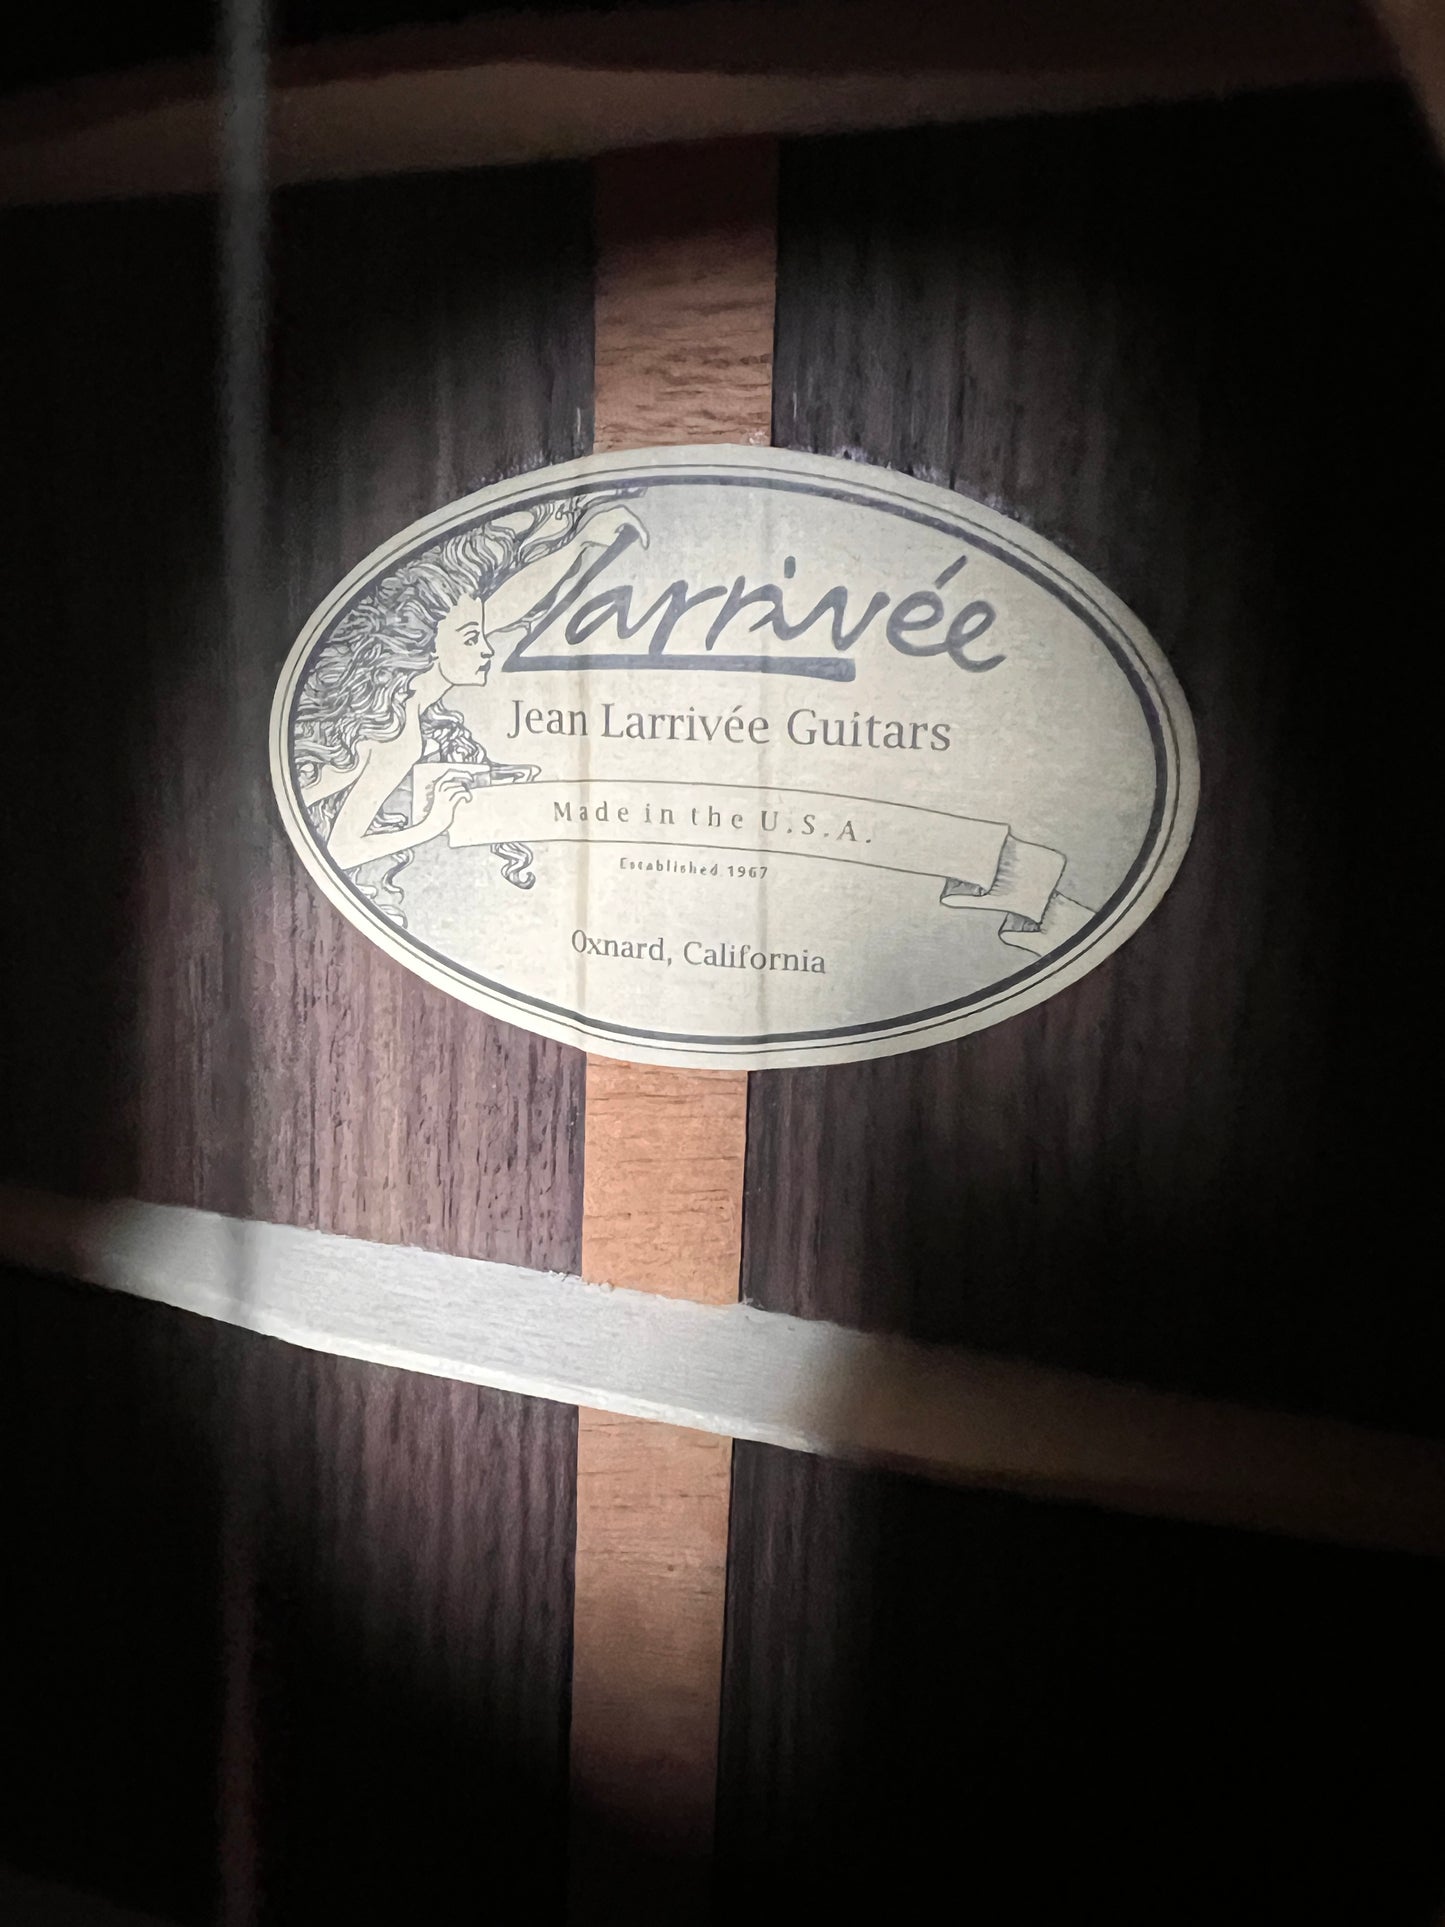 Larrivée
Jean Larrivée Guitars
Made in the U.S.A.
Established 1967
Oxnard, California